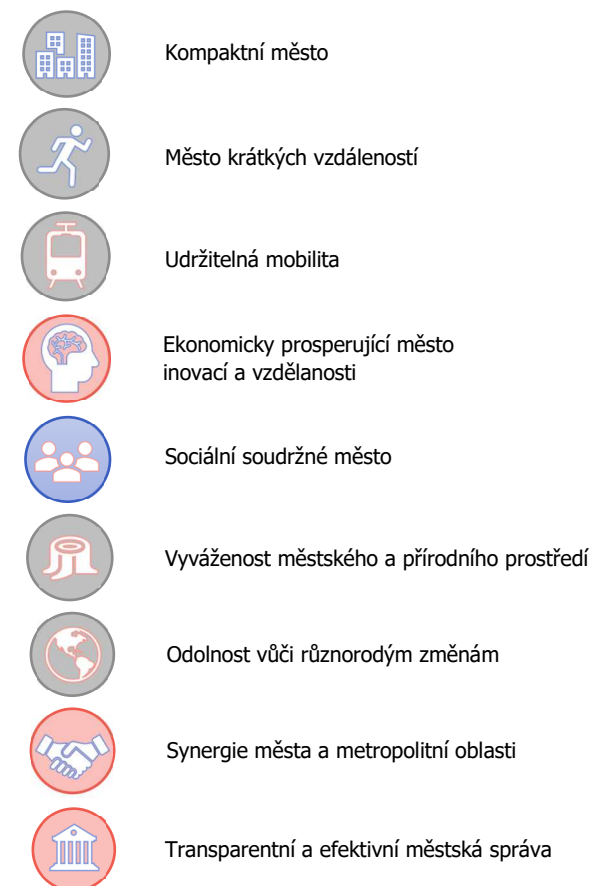 Kompaktní město
Město krátkých vzdáleností
Udržitelná mobilita
Ekonomicky prosperující město
inovací a vzdělanosti
Sociální soudržné město
Vyváženost městského a přírodního prostředí
Odolnost vůči různorodým změnám
Synergie města a metropolitní oblasti
Transparentní a efektivní městská správa